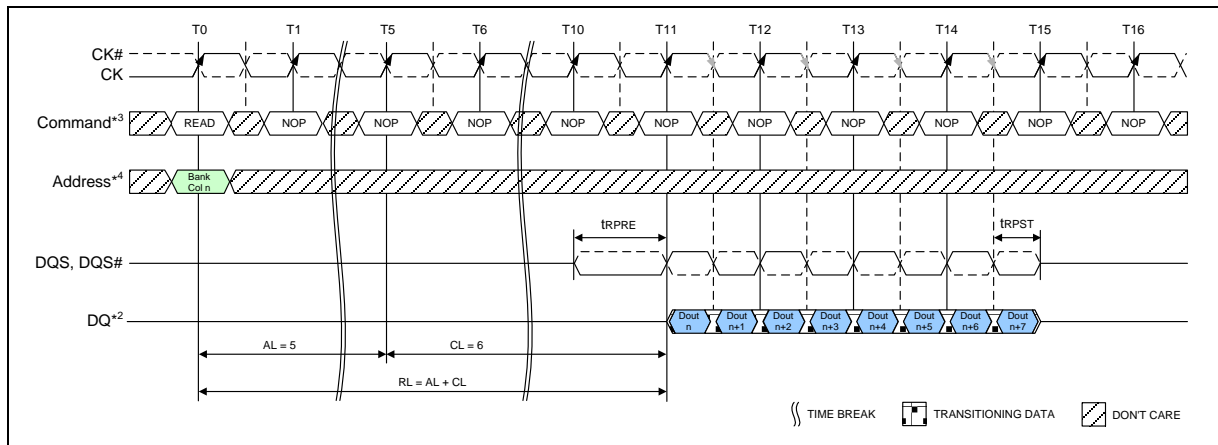 T0 T1 T5 T6 T10 T11 T12 T13 T14 T15 T16
CK#
CK
Command*3 READ NOP NOP NOP NOP NOP NOP NOP NOP NOP NOP
Address*4 Bank
Col n
tRPRE tRPST
DQS, DQS#
DQ*2 Dout n Dout n+1 Dout n+2 Dout n+3 Dout n+4 Dout n+5 Dout n+6 Dout n+7
AL = 5 CL = 6
RL = AL + CL
TIME BREAK TRANSITIONING DATA DON'T CARE